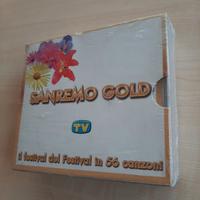 SANREMO GOLD
TV
il festival dei Festival in 56 canzoni